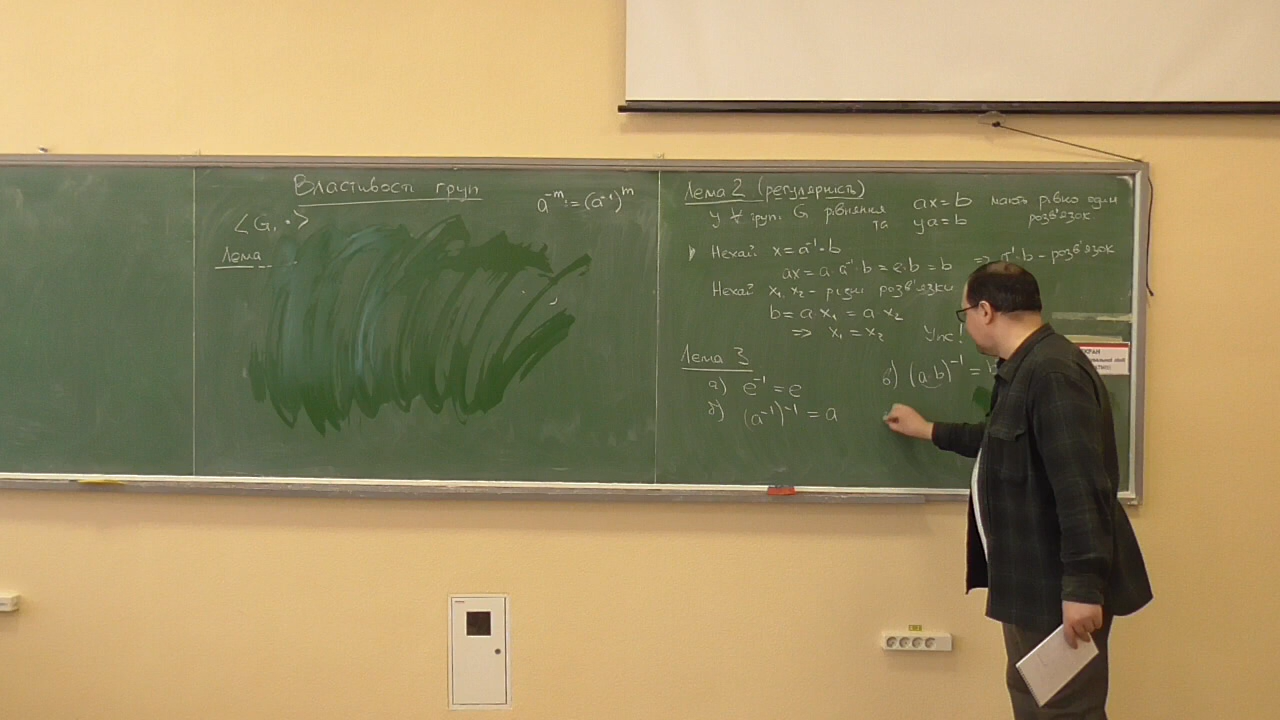 Властивості груп
a⁻ᵐ := (a⁻¹)ᵐ
⟨G, ·⟩
Лема
Лема 2 (регулярність)
У ∀ груп. G рівняння ax = b мають рівно один
та ya = b розв'язок
Нехай x = a⁻¹·b
ax = a·a⁻¹·b = e·b = b ⇒ a⁻¹·b – розв'язок
Нехай x₁, x₂ – різні розв'язки
b = a·x₁ = a·x₂
⇒ x₁ = x₂ Упс!
Лема 3
а) e⁻¹ = e
б) (a⁻¹)⁻¹ = a
в) (a·b)⁻¹ = b